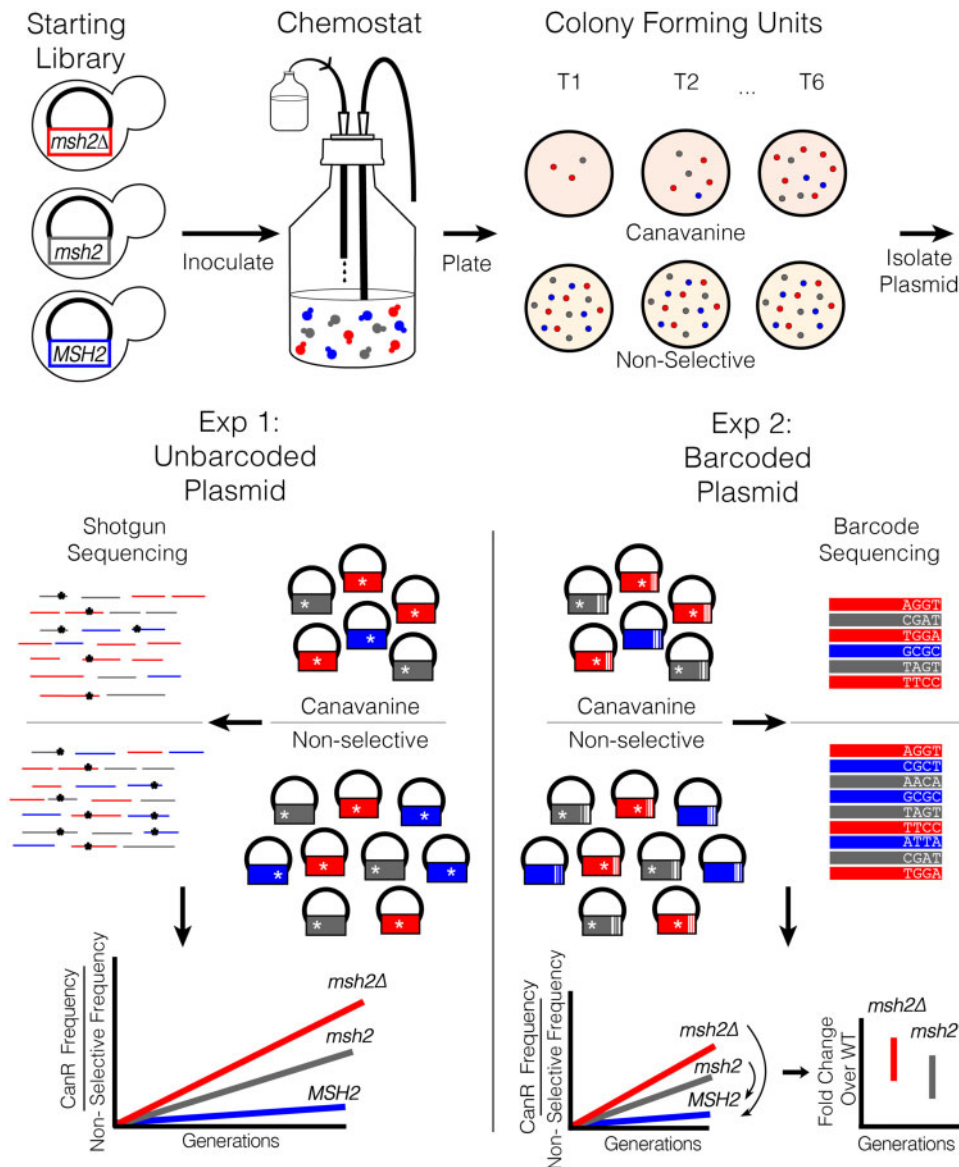 Starting
Library
msh2Δ
msh2
MSH2
Inoculate
Chemostat
Plate
Colony Forming Units
T1 T2 ... T6
Canavanine
Non-Selective
Isolate
Plasmid
Exp 1:
Unbarcoded
Plasmid
Shotgun
Sequencing
Canavanine
Non-selective
CanR Frequency
Non- Selective Frequency
msh2Δ
msh2
MSH2
Generations
Exp 2:
Barcoded
Plasmid
Barcode
Sequencing
Canavanine
Non-selective
AGGT
CGAT
TGGA
GCGC
TAGT
TTCC
AGGT
CGCT
AACA
GCGC
TAGT
TTCC
ATTA
CGAT
TGGA
CanR Frequency
Non- Selective Frequency
msh2Δ
msh2
MSH2
Generations
Fold Change
Over WT
msh2Δ
msh2
Generations